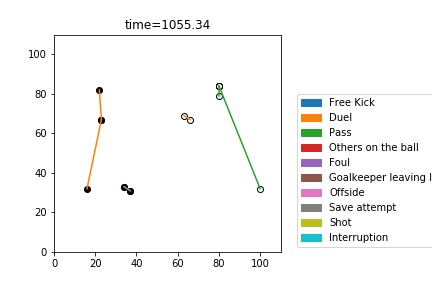 time=1055.34
100
80
60
40
20
0
0 20 40 60 80 100
Free Kick
Duel
Pass
Others on the ball
Foul
Goalkeeper leaving l
Offside
Save attempt
Shot
Interruption